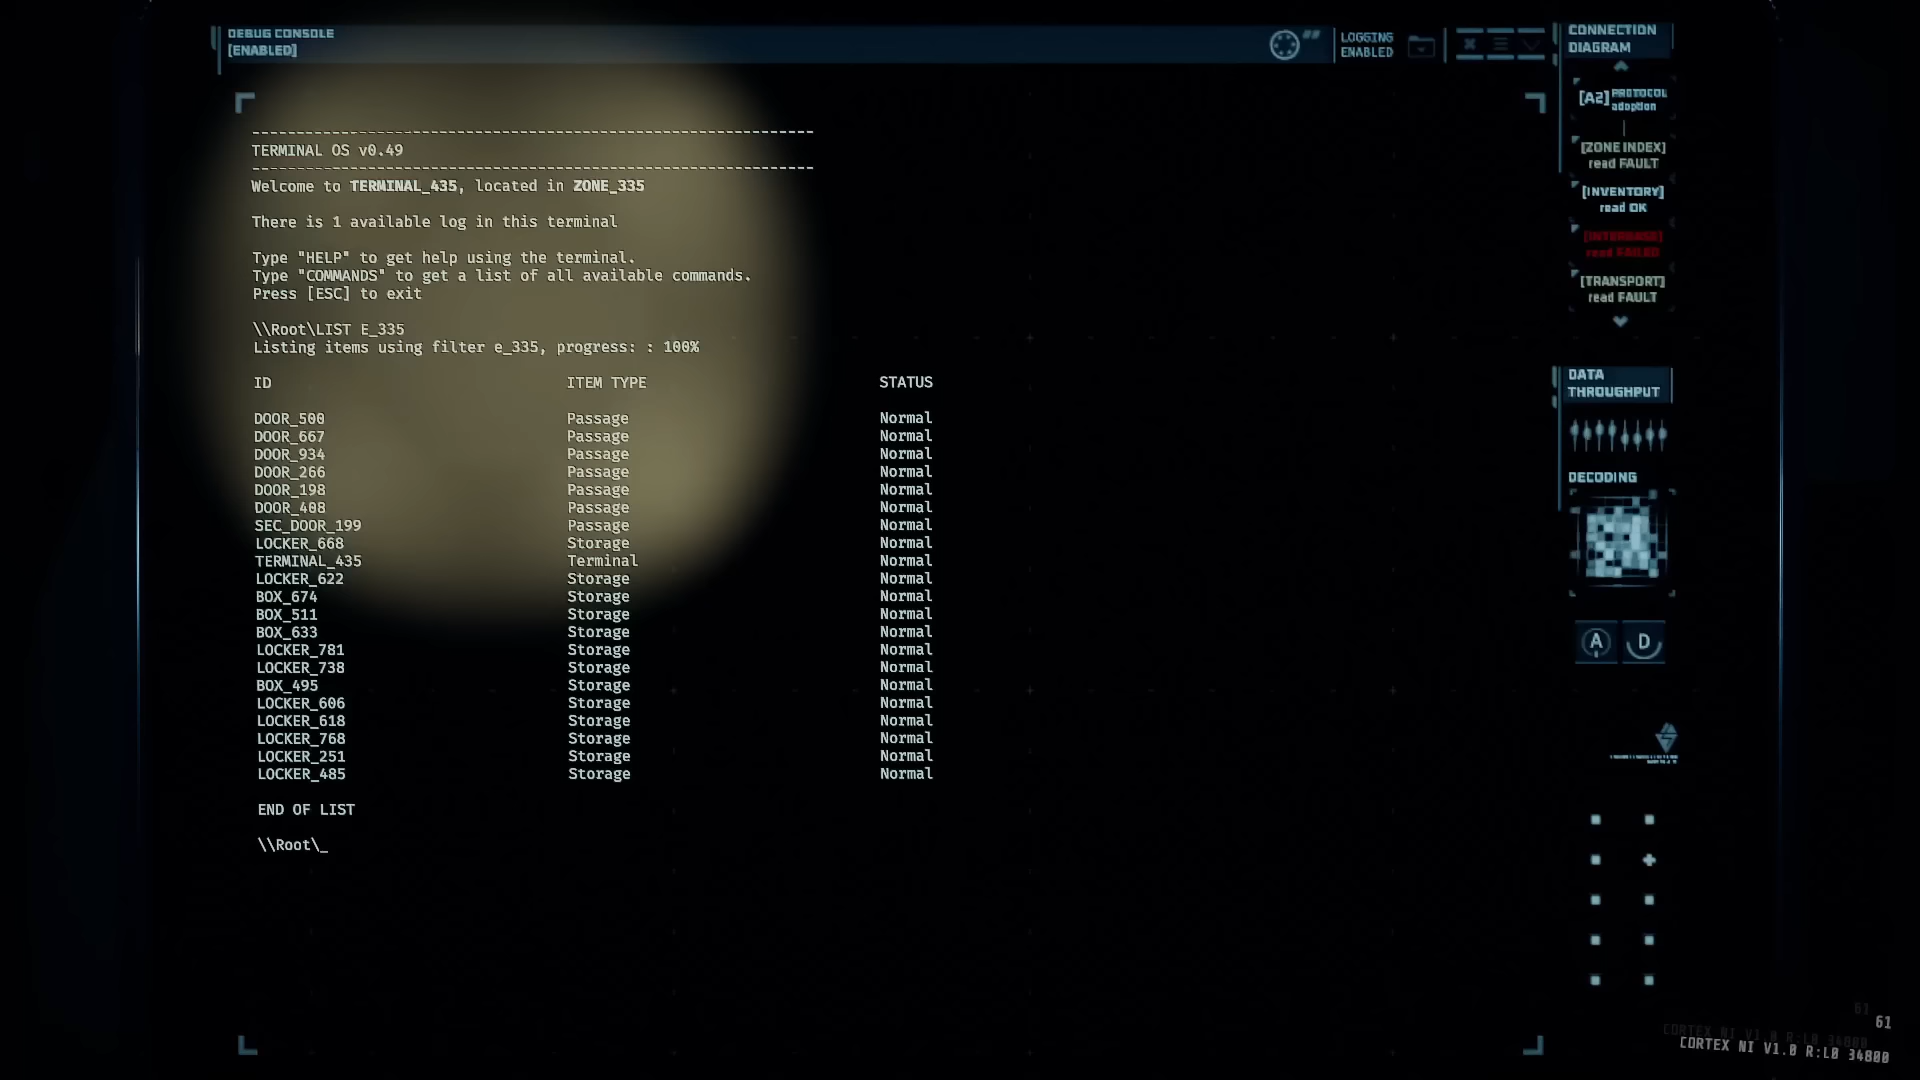 DEBUG CONSOLE
[ENABLED]
LOGGING
ENABLED
--------------------------------------------------------------
TERMINAL OS v0.49
--------------------------------------------------------------
Welcome to TERMINAL_435, located in ZONE_335
There is 1 available log in this terminal
Type "HELP" to get help using the terminal.
Type "COMMANDS" to get a list of all available commands.
Press [ESC] to exit
\\Root\LIST E_335
Listing items using filter e_335, progress: : 100%
ID ITEM TYPE STATUS
DOOR_500 Passage Normal
DOOR_667 Passage Normal
DOOR_934 Passage Normal
DOOR_266 Passage Normal
DOOR_198 Passage Normal
DOOR_408 Passage Normal
SEC_DOOR_199 Passage Normal
LOCKER_668 Storage Normal
TERMINAL_435 Terminal Normal
LOCKER_622 Storage Normal
BOX_674 Storage Normal
BOX_511 Storage Normal
BOX_633 Storage Normal
LOCKER_781 Storage Normal
LOCKER_738 Storage Normal
BOX_495 Storage Normal
LOCKER_606 Storage Normal
LOCKER_618 Storage Normal
LOCKER_768 Storage Normal
LOCKER_251 Storage Normal
LOCKER_485 Storage Normal
END OF LIST
\\Root\_
CONNECTION
DIAGRAM
[A2] PROTOCOL
adoption
[ZONE INDEX]
read FAULT
[INVENTORY]
read OK
[INTERBASE]
read FAILED
[TRANSPORT]
read FAULT
DATA
THROUGHPUT
DECODING
A D
61
CORTEX NI V1.0 R:L0 34800